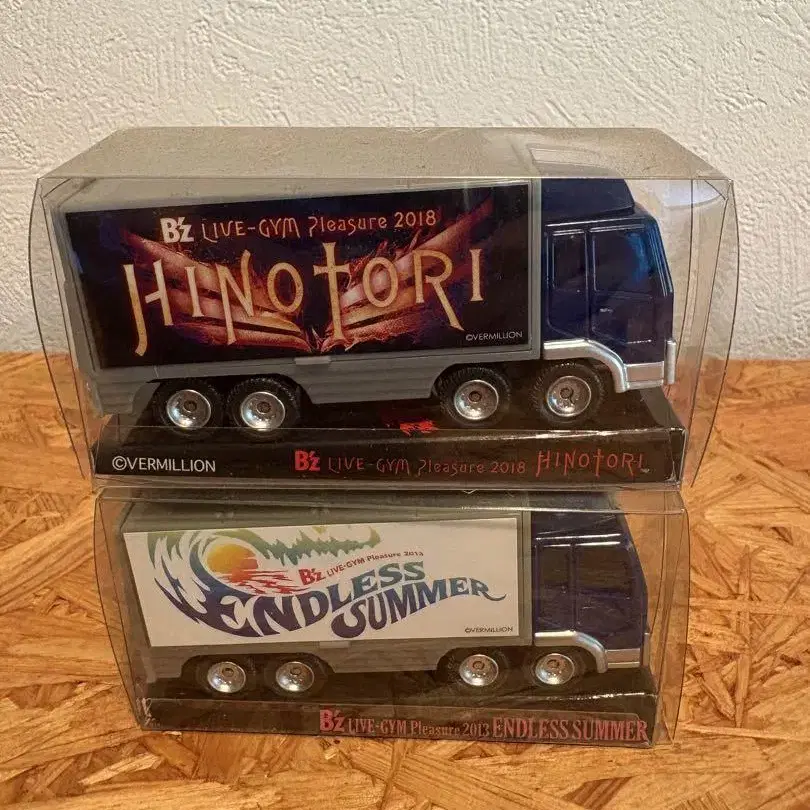 B'z LIVE-GYM Pleasure 2018
HINOTORI
©VERMILLION
©VERMILLION B'z LIVE-GYM Pleasure 2018 HINOTORI
B'z LIVE-GYM Pleasure 2013
ENDLESS
SUMMER
©VERMILLION
B'z LIVE-GYM Pleasure 2013 ENDLESS SUMMER